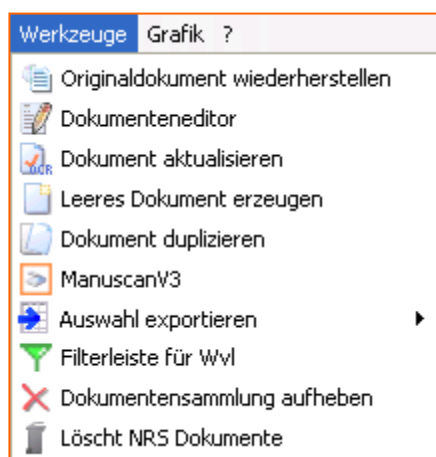 Werkzeuge Grafik ?
Originaldokument wiederherstellen
Dokumenteneditor
OCR Dokument aktualisieren
Leeres Dokument erzeugen
Dokument duplizieren
ManuscanV3
Auswahl exportieren
Filterleiste für Wvl
Dokumentensammlung aufheben
Löscht NRS Dokumente